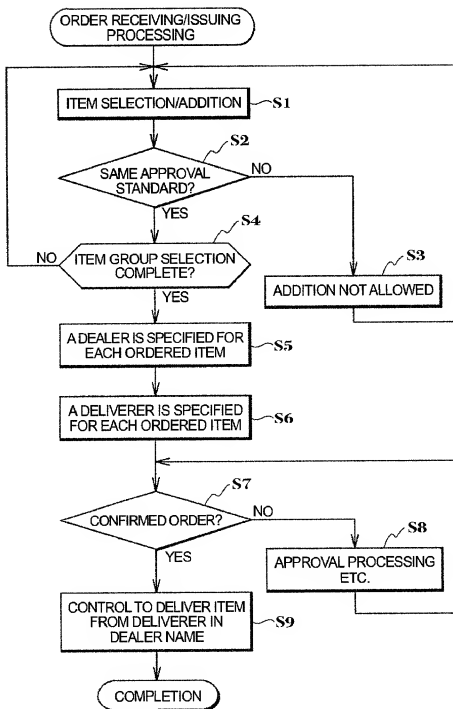 ORDER RECEIVING/ISSUING
PROCESSING
ITEM SELECTION/ADDITION
S1
S2
SAME APPROVAL
STANDARD?
NO
YES
S4
NO
ITEM GROUP SELECTION
COMPLETE?
S3
ADDITION NOT ALLOWED
YES
A DEALER IS SPECIFIED FOR
EACH ORDERED ITEM
S5
A DELIVERER IS SPECIFIED
FOR EACH ORDERED ITEM
S6
S7
CONFIRMED ORDER?
NO
S8
YES
APPROVAL PROCESSING
ETC.
CONTROL TO DELIVER ITEM
FROM DELIVERER IN
DEALER NAME
S9
COMPLETION